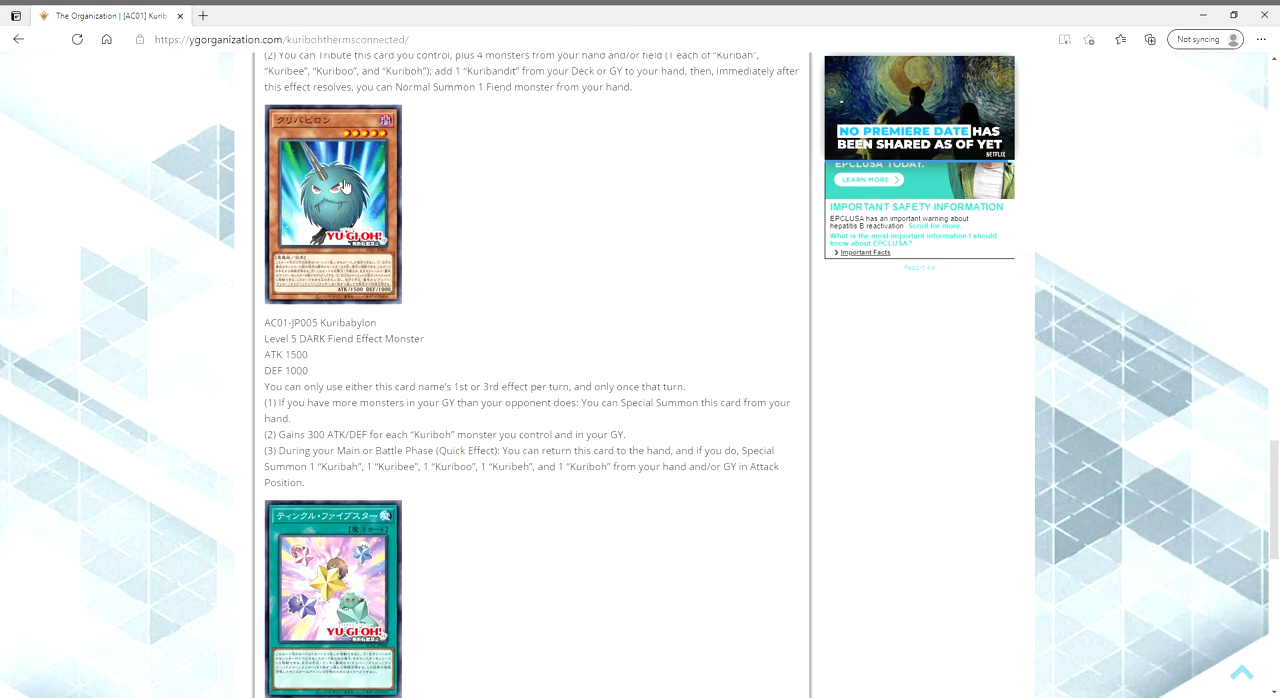 The Organization | [AC01] Kurib
https://ygorganization.com/kuribohthermsconnected/
Not syncing
(2) You can Tribute this card you control, plus 4 monsters from your hand and/or field (1 each of “Kuribah”,
“Kuribee”, “Kuriboo”, and “Kuriboh”); add 1 “Kuribandit” from your Deck or GY to your hand, then, immediately after
this effect resolves, you can Normal Summon 1 Fiend monster from your hand.
クリバビロン
YU-GI-OH!
ATK/1500 DEF/1000
AC01-JP005 Kuribabylon
Level 5 DARK Fiend Effect Monster
ATK 1500
DEF 1000
You can only use either this card name’s 1st or 3rd effect per turn, and only once that turn.
(1) If you have more monsters in your GY than your opponent does: You can Special Summon this card from your
hand.
(2) Gains 300 ATK/DEF for each “Kuriboh” monster you control and in your GY.
(3) During your Main or Battle Phase (Quick Effect): You can return this card to the hand, and if you do, Special
Summon 1 “Kuribah”, 1 “Kuribee”, 1 “Kuriboo”, 1 “Kuribeh”, and 1 “Kuriboh” from your hand and/or GY in Attack
Position.
ティンクル・ファイブスター
【魔法カード】
YU-GI-OH!
NO PREMIERE DATE HAS
BEEN SHARED AS OF YET
NETFLIX
EPCLUSA TODAY.
LEARN MORE
IMPORTANT SAFETY INFORMATION
EPCLUSA has an important warning about
hepatitis B reactivation Scroll for more.
What is the most important information I should
know about EPCLUSA?
Important Facts
Report Ad